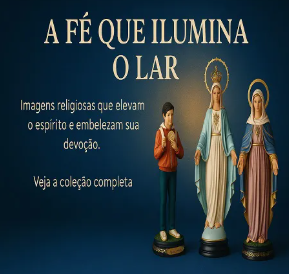 A FÉ QUE ILUMINA
O LAR
Imagens religiosas que elevam
o espírito e embelezam sua
devoção.
Veja a coleção completa